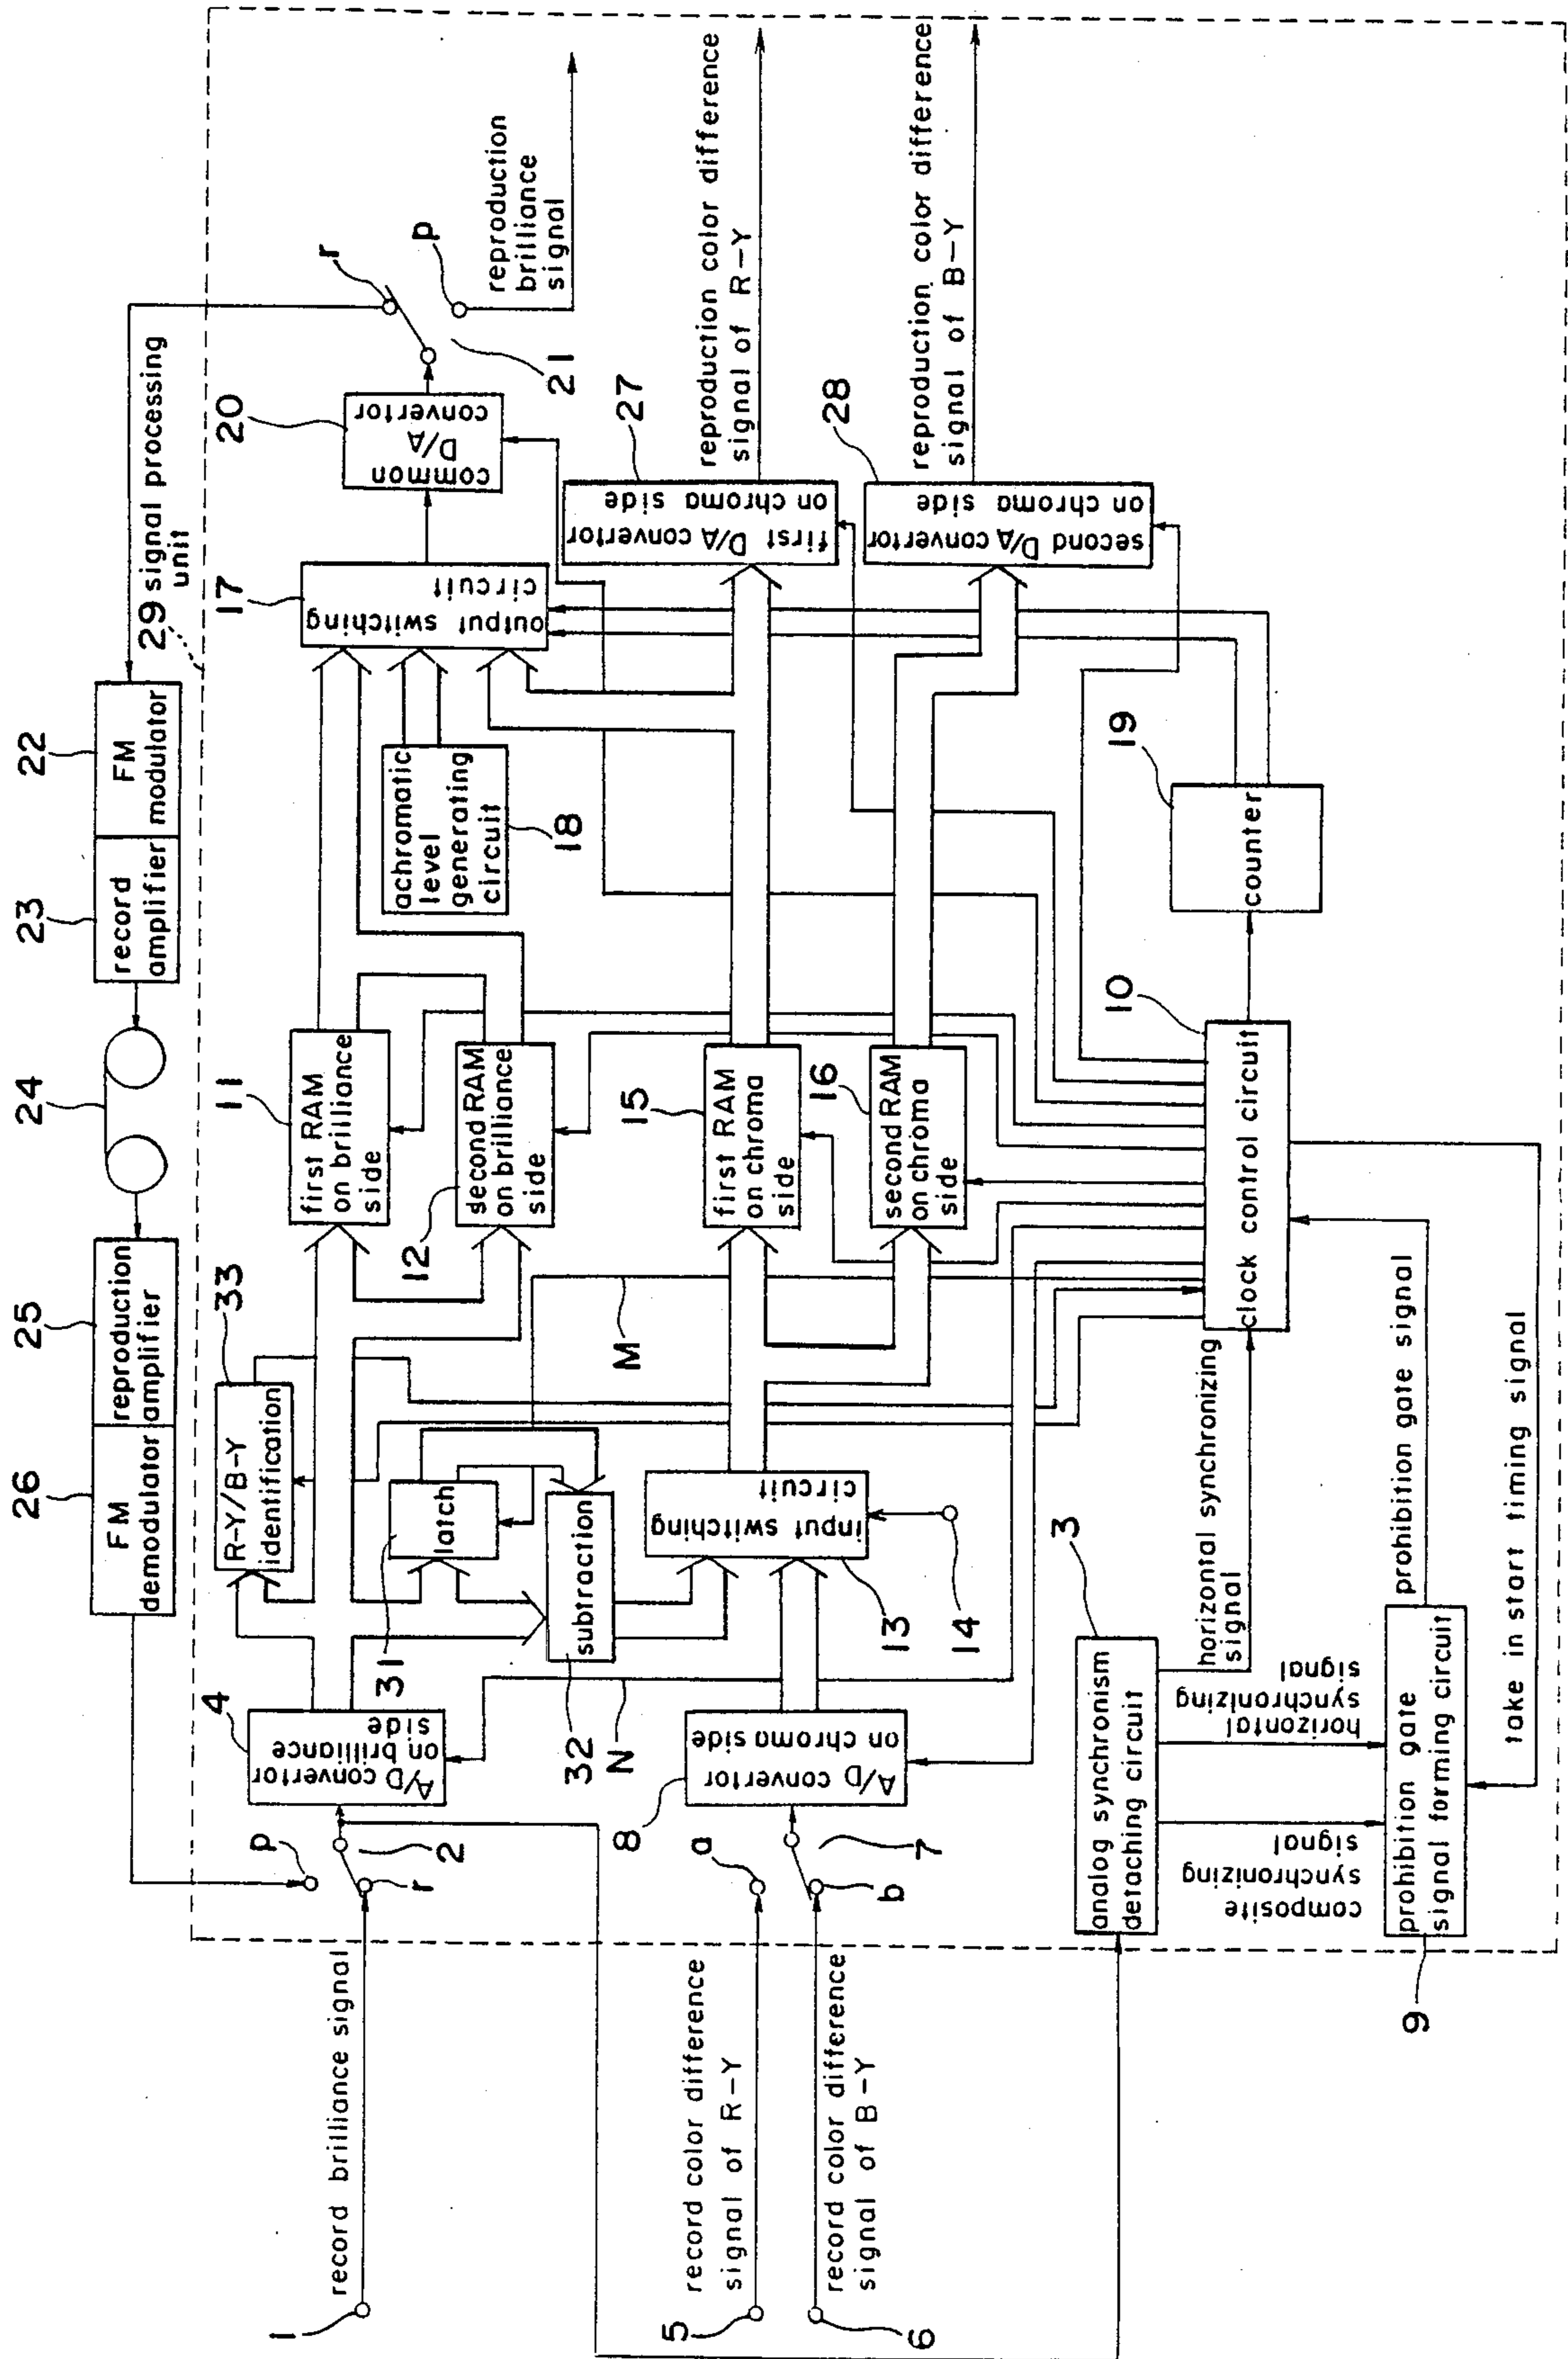 26
25
24
23
22
FM
demodulator
reproduction
amplifier
record
amplifier
FM
modulator
29 signal processing
unit
33
R-Y/B-Y
identification
11
first RAM
on brilliance
side
17
output switching
circuit
20
common
D/A
convertor
r
p
21
reproduction
brilliance
signal
1
record brilliance signal
p
r
2
4
A/D convertor
on brilliance
side
31
latch
32
subtraction
N
12
second RAM
on brilliance
side
achromatic
level
generating
circuit
18
M
5
record color difference
signal of R-Y
a
6
record color difference
signal of B-Y
b
7
8
A/D convertor
on chroma side
13
input switching
circuit
14
15
first RAM
on chroma
side
16
second RAM
on chroma
side
27
first D/A convertor
on chroma side
reproduction color difference
signal of R-Y
28
second D/A convertor
on chroma side
reproduction color difference
signal of B-Y
3
analog synchronism
detaching circuit
horizontal synchronizing
signal
10
clock control circuit
19
counter
composite
synchronizing
signal
horizontal
synchronizing
signal
9
prohibition gate
signal forming circuit
prohibition gate signal
take in start timing signal